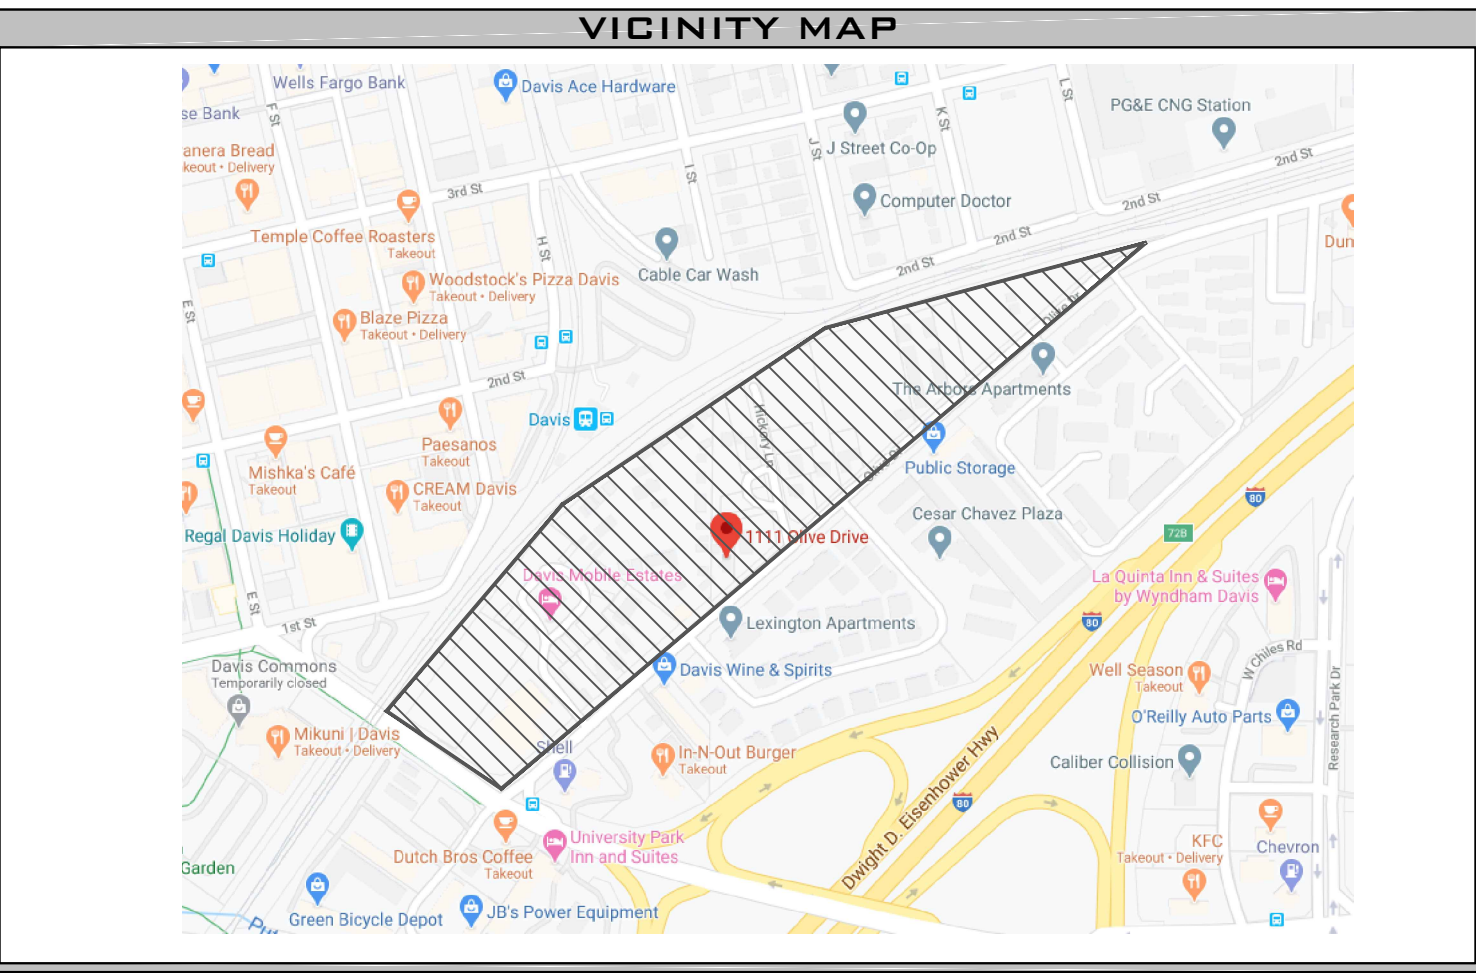 VICINITY MAP
Wells Fargo Bank
Davis Ace Hardware
se Bank
F St
L St
K St
PG&E CNG Station
anera Bread
keout • Delivery
J St
J Street Co-Op
I St
2nd St
3rd St
Computer Doctor
2nd St
Temple Coffee Roasters
Takeout
H St
2nd St
Dun
Cable Car Wash
2nd St
Woodstock's Pizza Davis
Takeout • Delivery
E St
Blaze Pizza
Takeout • Delivery
Olive Dr
2nd St
The Arbors Apartments
Davis
Hickory Ln
Paesanos
Takeout
Olive Dr
Public Storage
Mishka's Café
Takeout
CREAM Davis
Takeout
80
Cesar Chavez Plaza
Regal Davis Holiday
1111 Olive Drive
72B
Davis Mobile Estates
La Quinta Inn & Suites
by Wyndham Davis
E St
1st St
Lexington Apartments
80
W Chiles Rd
Davis Commons
Temporarily closed
Davis Wine & Spirits
Well Season
Takeout
Research Park Dr
O'Reilly Auto Parts
Mikuni | Davis
Takeout • Delivery
Shell
In-N-Out Burger
Takeout
Caliber Collision
Dwight D. Eisenhower Hwy
80
University Park
Inn and Suites
KFC
Takeout • Delivery
Chevron
Dutch Bros Coffee
Takeout
Garden
Green Bicycle Depot
JB's Power Equipment
Put